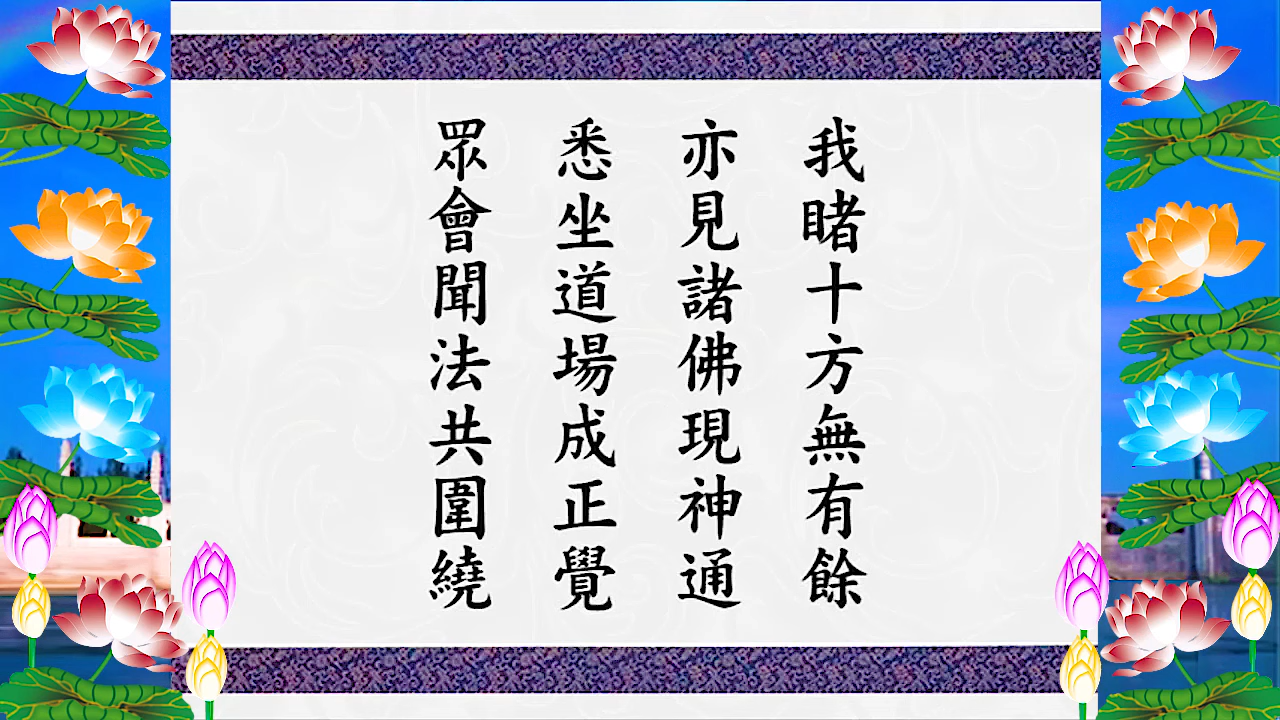 我睹十方無有餘
亦見諸佛現神通
悉坐道場成正覺
眾會聞法共圍繞